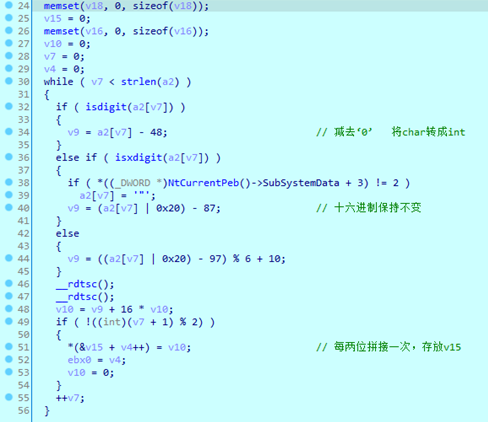 24 memset(v18, 0, sizeof(v18));
25 v15 = 0;
26 memset(v16, 0, sizeof(v16));
27 v10 = 0;
28 v7 = 0;
29 v4 = 0;
30 while ( v7 < strlen(a2) )
31 {
32 if ( isdigit(a2[v7]) )
33 {
34 v9 = a2[v7] - 48; // 减去‘0’ 将char转成int
35 }
36 else if ( isxdigit(a2[v7]) )
37 {
38 if ( *((_DWORD *)NtCurrentPeb()->SubSystemData + 3) != 2 )
39 a2[v7] = '"';
40 v9 = (a2[v7] | 0x20) - 87; // 十六进制保持不变
41 }
42 else
43 {
44 v9 = ((a2[v7] | 0x20) - 97) % 6 + 10;
45 }
46 __rdtsc();
47 __rdtsc();
48 v10 = v9 + 16 * v10;
49 if ( !((int)(v7 + 1) % 2) )
50 {
51 *(&v15 + v4++) = v10; // 每两位拼接一次，存放v15
52 ebx0 = v4;
53 v10 = 0;
54 }
55 ++v7;
56 }